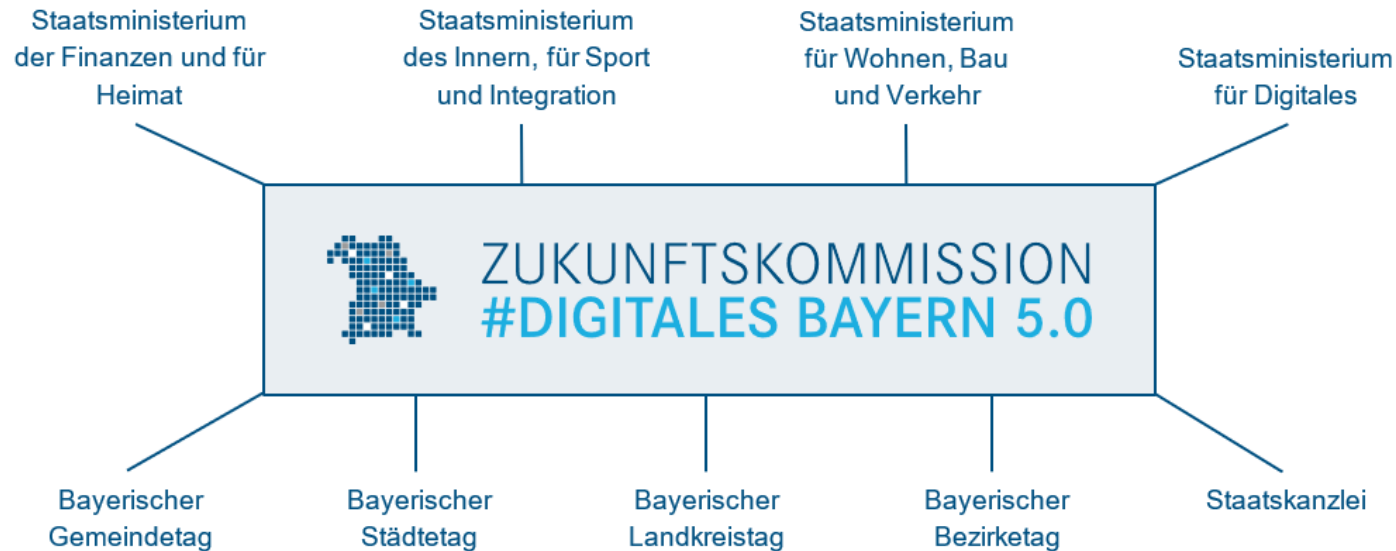 Staatsministerium
der Finanzen und für
Heimat
Staatsministerium
des Innern, für Sport
und Integration
Staatsministerium
für Wohnen, Bau
und Verkehr
Staatsministerium
für Digitales
ZUKUNFTSKOMMISSION
#DIGITALES BAYERN 5.0
Bayerischer
Gemeindetag
Bayerischer
Städtetag
Bayerischer
Landkreistag
Bayerischer
Bezirketag
Staatskanzlei